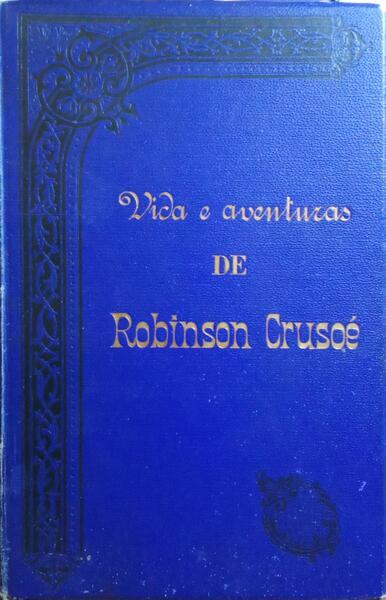 Vida e aventuras
DE
Robinson Crusoé